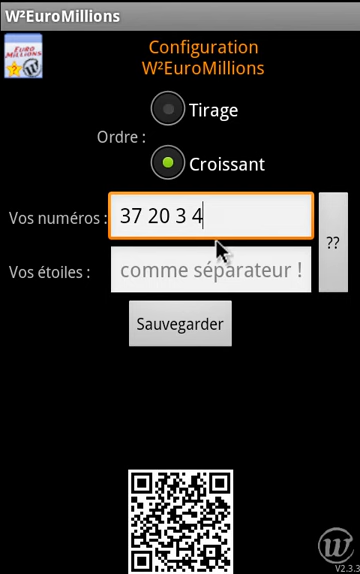 W²EuroMillions
EURO
MILLIONS
Configuration
W²EuroMillions
Tirage
Ordre :
Croissant
Vos numéros :
37 20 3 4
??
Vos étoiles :
comme séparateur !
Sauvegarder
V2.3.3